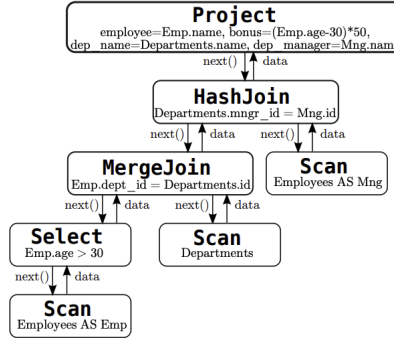 Project
employee=Emp.name, bonus=(Emp.age-30)*50,
dep_name=Departments.name, dep_manager=Mng.nam
next() data
HashJoin
Departments.mngr_id = Mng.id
next() data next() data
MergeJoin
Emp.dept_id = Departments.id
Scan
Employees AS Mng
next() data next() data
Select
Emp.age > 30
Scan
Departments
next() data
Scan
Employees AS Emp